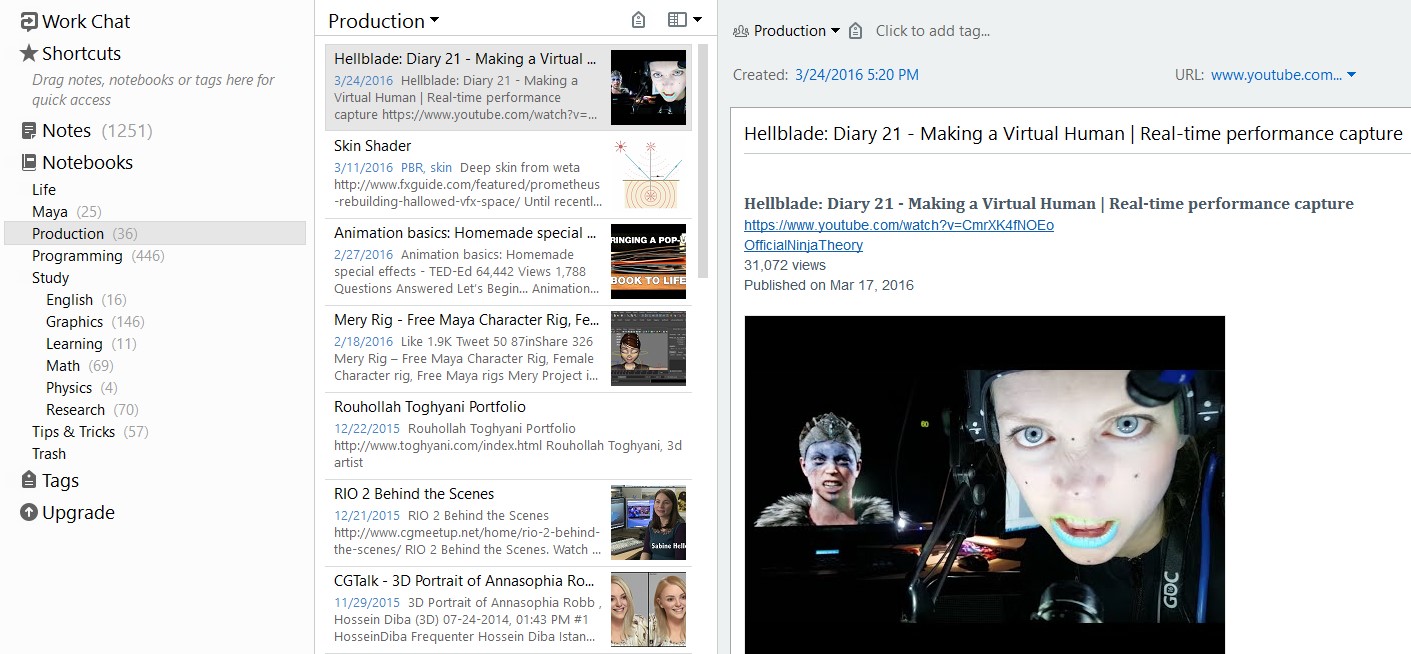 Work Chat
Shortcuts
Drag notes, notebooks or tags here for
quick access
Notes (1251)
Notebooks
Life
Maya (25)
Production (36)
Programming (446)
Study
English (16)
Graphics (146)
Learning (11)
Math (69)
Physics (4)
Research (70)
Tips & Tricks (57)
Trash
Tags
Upgrade
Production
Hellblade: Diary 21 - Making a Virtual ...
3/24/2016 Hellblade: Diary 21 - Making a
Virtual Human | Real-time performance
capture https://www.youtube.com/watch?v=...
Skin Shader
3/11/2016 PBR, skin Deep skin from weta
http://www.fxguide.com/featured/prometheus
-rebuilding-hallowed-vfx-space/ Until recentl...
Animation basics: Homemade special ...
2/27/2016 Animation basics: Homemade
special effects - TED-Ed 64,442 Views 1,788
Questions Answered Let's Begin... Animation...
RINGING A POP-U
BOOK TO LIFE
Mery Rig - Free Maya Character Rig, Fe...
2/18/2016 Like 1.9K Tweet 50 87inShare 326
Mery Rig – Free Maya Character Rig, Female
Character rig, Free Maya rigs Mery Project i...
Rouhollah Toghyani Portfolio
12/22/2015 Rouhollah Toghyani Portfolio
http://www.toghyani.com/index.html Rouhollah Toghyani, 3d
artist
RIO 2 Behind the Scenes
12/21/2015 RIO 2 Behind the Scenes
http://www.cgmeetup.net/home/rio-2-behind-
the-scenes/ RIO 2 Behind the Scenes. Watch ...
Sabine Hell
CGTalk - 3D Portrait of Annasophia Ro...
11/29/2015 3D Portrait of Annasophia Robb ,
Hossein Diba (3D) 07-24-2014, 01:43 PM #1
HosseinDiba Frequenter Hossein Diba Istan...
Production Click to add tag...
Created: 3/24/2016 5:20 PM URL: www.youtube.com...
Hellblade: Diary 21 - Making a Virtual Human | Real-time performance capture
Hellblade: Diary 21 - Making a Virtual Human | Real-time performance capture
https://www.youtube.com/watch?v=CmrXK4fNOEo
OfficialNinjaTheory
31,072 views
Published on Mar 17, 2016
60
GDC